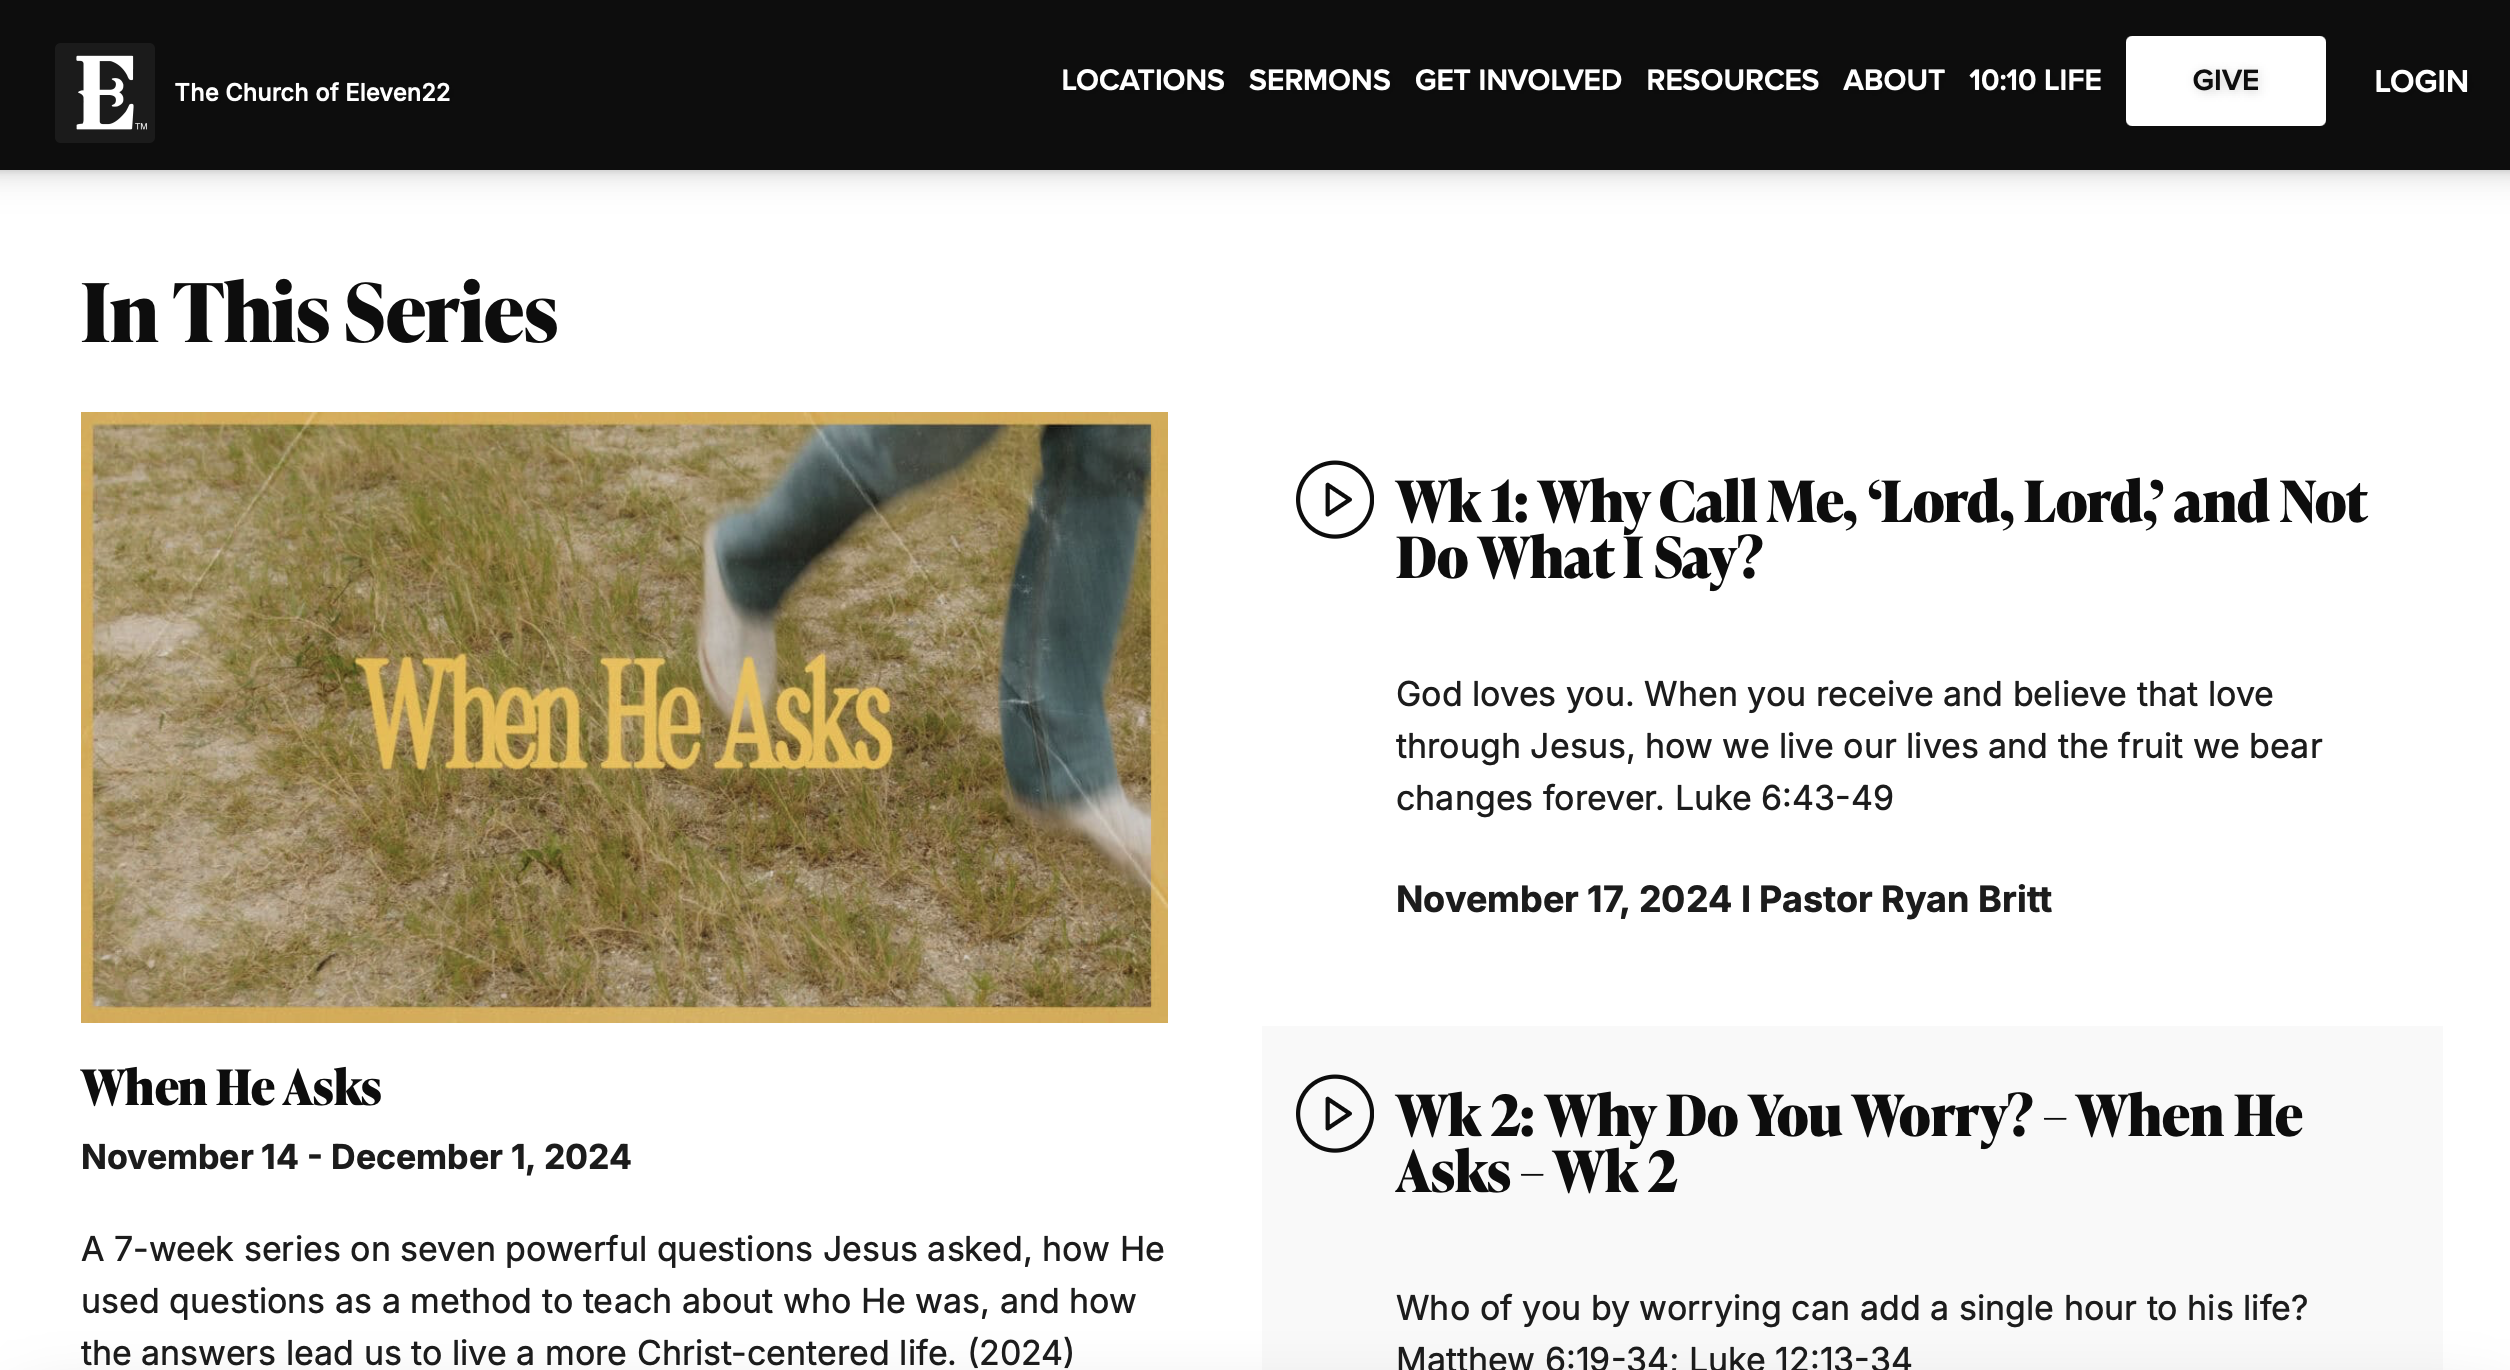 E
TM
The Church of Eleven22
LOCATIONS SERMONS GET INVOLVED RESOURCES ABOUT 10:10 LIFE GIVE LOGIN
In This Series
When He Asks
When He Asks
November 14 - December 1, 2024
A 7-week series on seven powerful questions Jesus asked, how He
used questions as a method to teach about who He was, and how
the answers lead us to live a more Christ-centered life. (2024)
Wk 1: Why Call Me, ‘Lord, Lord,’ and Not
Do What I Say?
God loves you. When you receive and believe that love
through Jesus, how we live our lives and the fruit we bear
changes forever. Luke 6:43-49
November 17, 2024 | Pastor Ryan Britt
Wk 2: Why Do You Worry? – When He
Asks – Wk 2
Who of you by worrying can add a single hour to his life?
Matthew 6:19-34; Luke 12:13-34